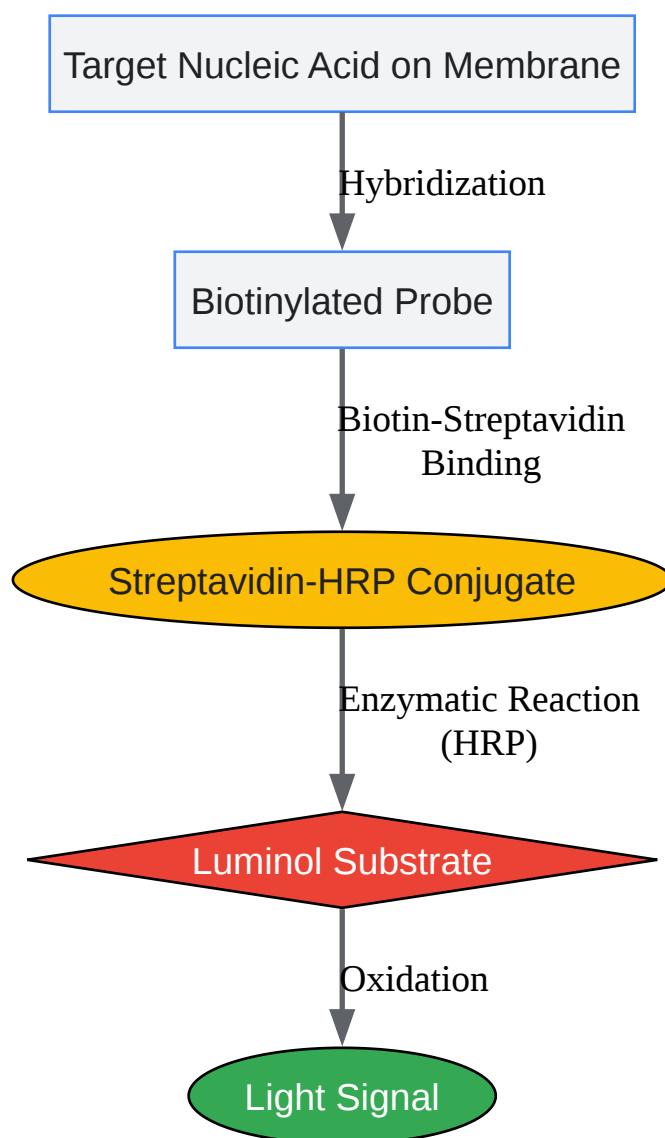 Target Nucleic Acid on Membrane
Hybridization
Biotinylated Probe
Biotin-Streptavidin
Binding
Streptavidin-HRP Conjugate
Enzymatic Reaction
(HRP)
Luminol Substrate
Oxidation
Light Signal